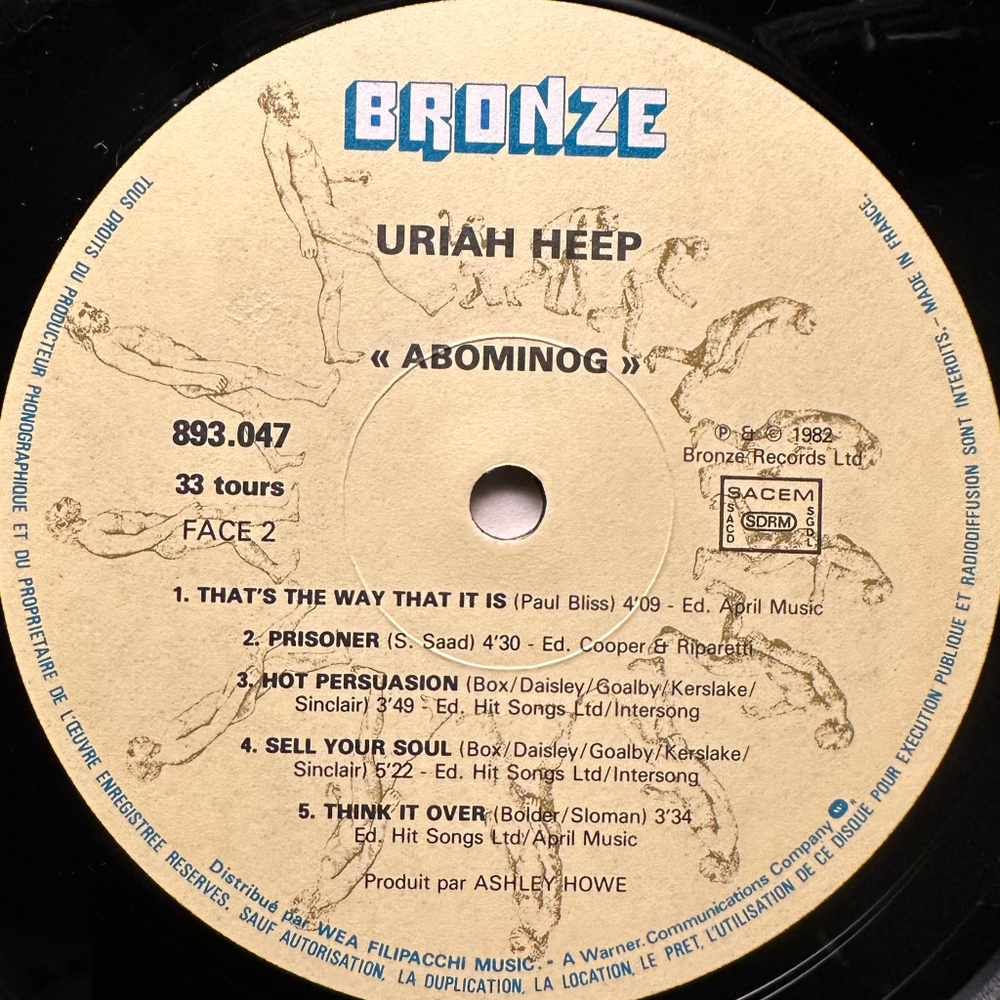 BRONZE
URIAH HEEP
« ABOMINOG »
893.047
33 tours
FACE 2
℗ & © 1982
Bronze Records Ltd
SACEM
SACD
SDRM
SGDL
1. THAT'S THE WAY THAT IT IS (Paul Bliss) 4'09 - Ed. April Music
2. PRISONER (S. Saad) 4'30 - Ed. Cooper & Riparetti
3. HOT PERSUASION (Box/Daisley/Goalby/Kerslake/
Sinclair) 3'49 - Ed. Hit Songs Ltd/Intersong
4. SELL YOUR SOUL (Box/Daisley/Goalby/Kerslake/
Sinclair) 5'22 - Ed. Hit Songs Ltd/Intersong
5. THINK IT OVER (Bolder/Sloman) 3'34
Ed. Hit Songs Ltd/April Music
Produit par ASHLEY HOWE
Distribué par WEA FILIPACCHI MUSIC. - A Warner Communications Company
TOUS DROITS DU PRODUCTEUR PHONOGRAPHIQUE ET DU PROPRIETAIRE DE L'ŒUVRE ENREGISTREE RESERVES. SAUF AUTORISATION, LA DUPLICATION, LA LOCATION, LE PRET, L'UTILISATION DE CE DISQUE POUR EXECUTION PUBLIQUE ET RADIODIFFUSION SONT INTERDITS. - MADE IN FRANCE.